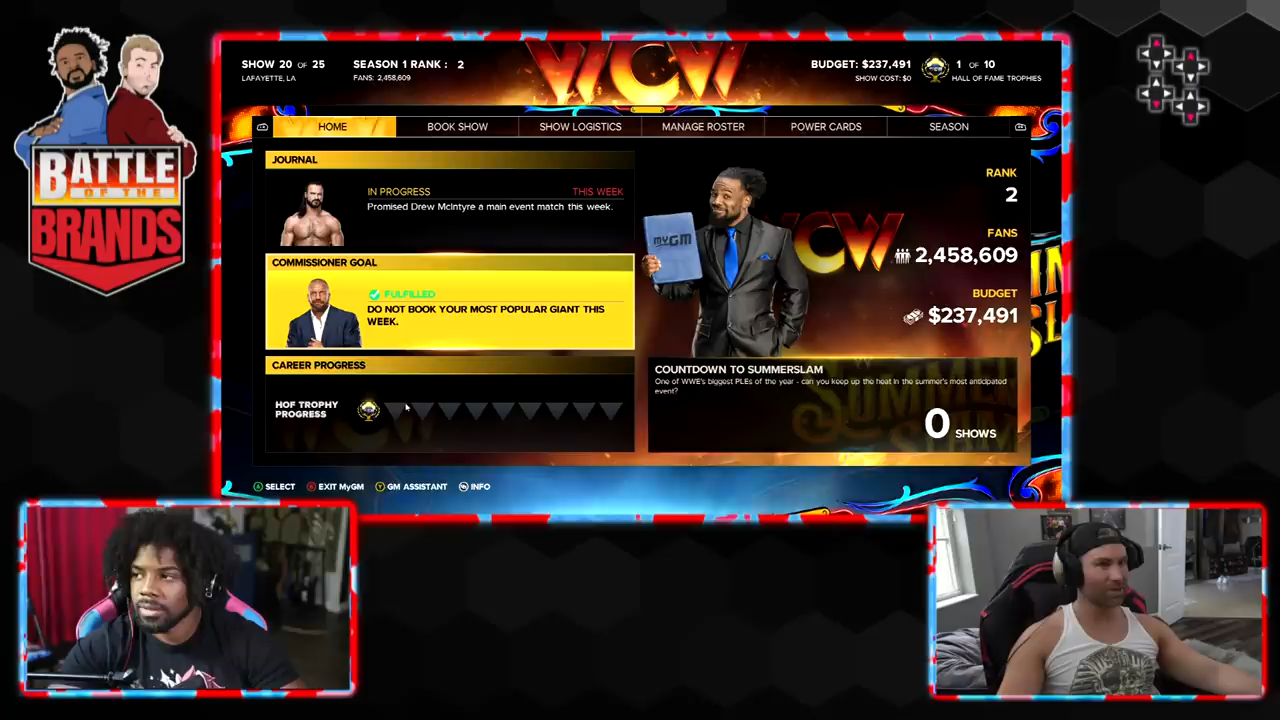 BATTLE
OF THE
BRANDS
SHOW 20 OF 25
LAFAYETTE, LA
SEASON 1 RANK : 2
FANS: 2,458,609
WCW
BUDGET: $237,491
SHOW COST: $0
1 OF 10
HALL OF FAME TROPHIES
HOME
BOOK SHOW
SHOW LOGISTICS
MANAGE ROSTER
POWER CARDS
SEASON
JOURNAL
IN PROGRESS
THIS WEEK
Promised Drew McIntyre a main event match this week.
COMMISSIONER GOAL
FULFILLED
DO NOT BOOK YOUR MOST POPULAR GIANT THIS
WEEK.
CAREER PROGRESS
HOF TROPHY
PROGRESS
MyGM
WCW
RANK
2
FANS
2,458,609
BUDGET
$237,491
COUNTDOWN TO SUMMERSLAM
One of WWE's biggest PLEs of the year - can you keep up the heat in the summer's most anticipated
event?
0 SHOWS
A SELECT
B EXIT MyGM
Y GM ASSISTANT
INFO